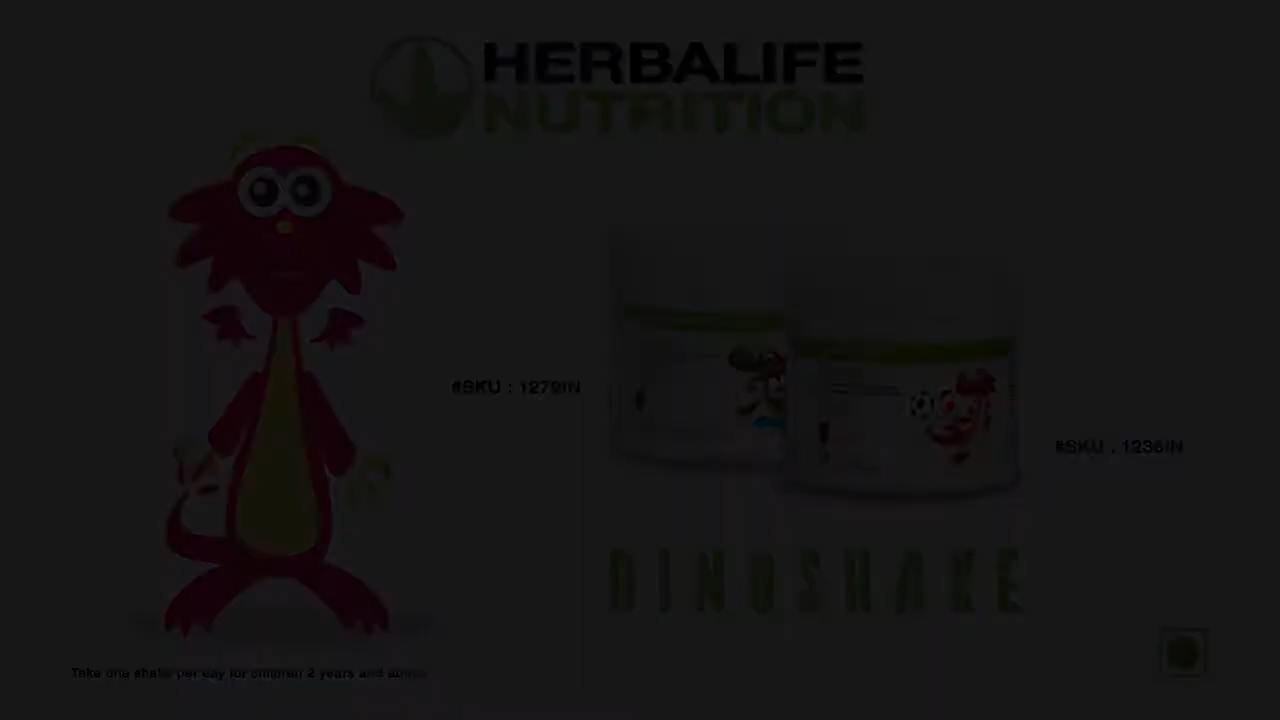 HERBALIFE
NUTRITION
#SKU : 1279IN
#SKU : 1236IN
DINOSHAKE
Take one shake per day for children 2 years and above